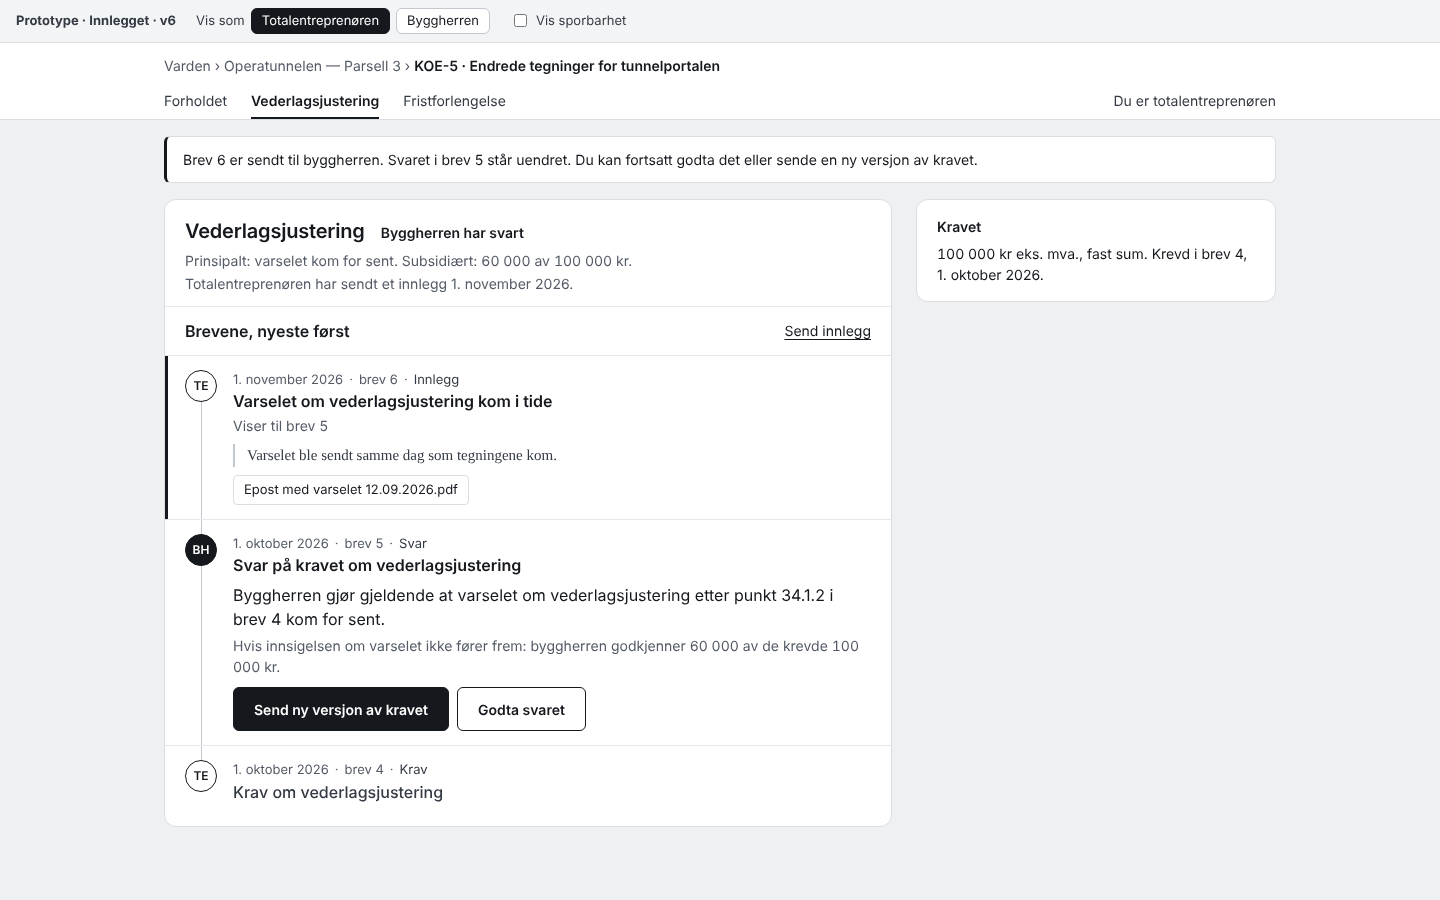 Prototype · Innlegget · v6 Vis som Totalentreprenøren Byggherren Vis sporbarhet
Varden › Operatunnelen — Parsell 3 › KOE-5 · Endrede tegninger for tunnelportalen
Forholdet Vederlagsjustering Fristforlengelse Du er totalentreprenøren
Brev 6 er sendt til byggherren. Svaret i brev 5 står uendret. Du kan fortsatt godta det eller sende en ny versjon av kravet.
Vederlagsjustering Byggherren har svart
Prinsipalt: varselet kom for sent. Subsidiært: 60 000 av 100 000 kr.
Totalentreprenøren har sendt et innlegg 1. november 2026.
Brevene, nyeste først Send innlegg
TE 1. november 2026 · brev 6 · Innlegg
Varselet om vederlagsjustering kom i tide
Viser til brev 5
Varselet ble sendt samme dag som tegningene kom.
Epost med varselet 12.09.2026.pdf
BH 1. oktober 2026 · brev 5 · Svar
Svar på kravet om vederlagsjustering
Byggherren gjør gjeldende at varselet om vederlagsjustering etter punkt 34.1.2 i
brev 4 kom for sent.
Hvis innsigelsen om varselet ikke fører frem: byggherren godkjenner 60 000 av de krevde 100
000 kr.
Send ny versjon av kravet Godta svaret
TE 1. oktober 2026 · brev 4 · Krav
Krav om vederlagsjustering
Kravet
100 000 kr eks. mva., fast sum. Krevd i brev 4,
1. oktober 2026.